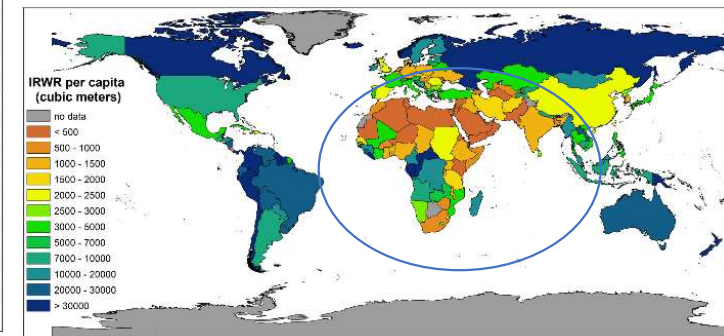 IRWR per capita
(cubic meters)
no data
< 500
500 - 1000
1000 - 1500
1500 - 2000
2000 - 2500
2500 - 3000
3000 - 5000
5000 - 7000
7000 - 10000
10000 - 20000
20000 - 30000
> 30000